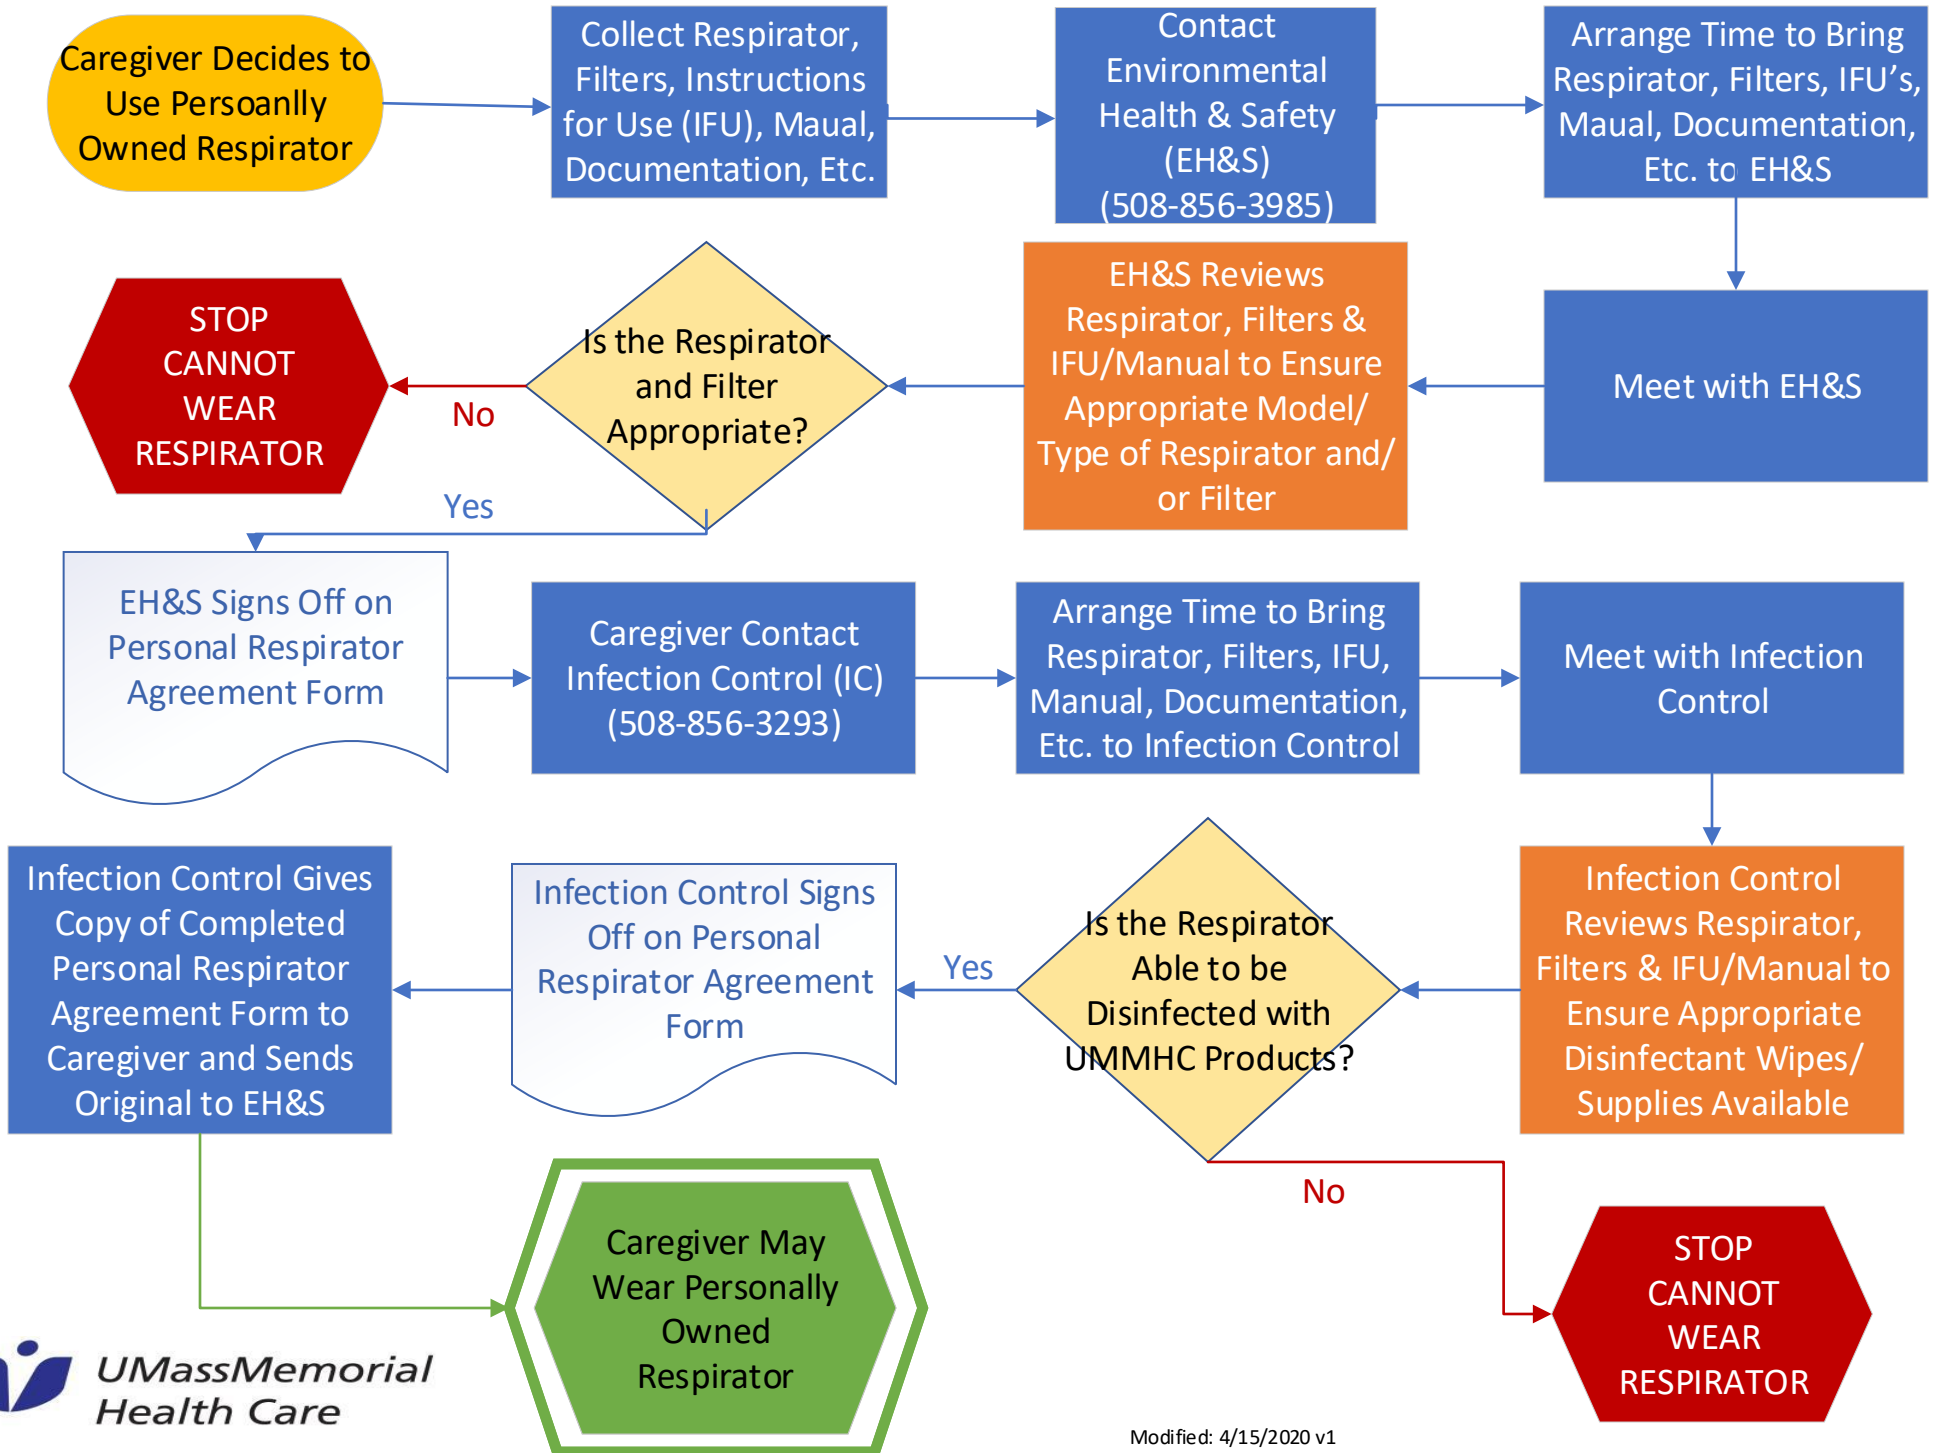 Caregiver Decides to
Use Persoanlly
Owned Respirator
Collect Respirator,
Filters, Instructions
for Use (IFU), Maual,
Documentation, Etc.
Contact
Environmental
Health & Safety
(EH&S)
(508-856-3985)
Arrange Time to Bring
Respirator, Filters, IFU’s,
Maual, Documentation,
Etc. to EH&S
Meet with EH&S
EH&S Reviews
Respirator, Filters &
IFU/Manual to Ensure
Appropriate Model/
Type of Respirator and/
or Filter
Is the Respirator
and Filter
Appropriate?
No
STOP
CANNOT
WEAR
RESPIRATOR
Yes
EH&S Signs Off on
Personal Respirator
Agreement Form
Caregiver Contact
Infection Control (IC)
(508-856-3293)
Arrange Time to Bring
Respirator, Filters, IFU,
Manual, Documentation,
Etc. to Infection Control
Meet with Infection
Control
Infection Control
Reviews Respirator,
Filters & IFU/Manual to
Ensure Appropriate
Disinfectant Wipes/
Supplies Available
Is the Respirator
Able to be
Disinfected with
UMMHC Products?
Yes
Infection Control Signs
Off on Personal
Respirator Agreement
Form
Infection Control Gives
Copy of Completed
Personal Respirator
Agreement Form to
Caregiver and Sends
Original to EH&S
Caregiver May
Wear Personally
Owned
Respirator
No
STOP
CANNOT
WEAR
RESPIRATOR
UMassMemorial
Health Care
Modified: 4/15/2020 v1